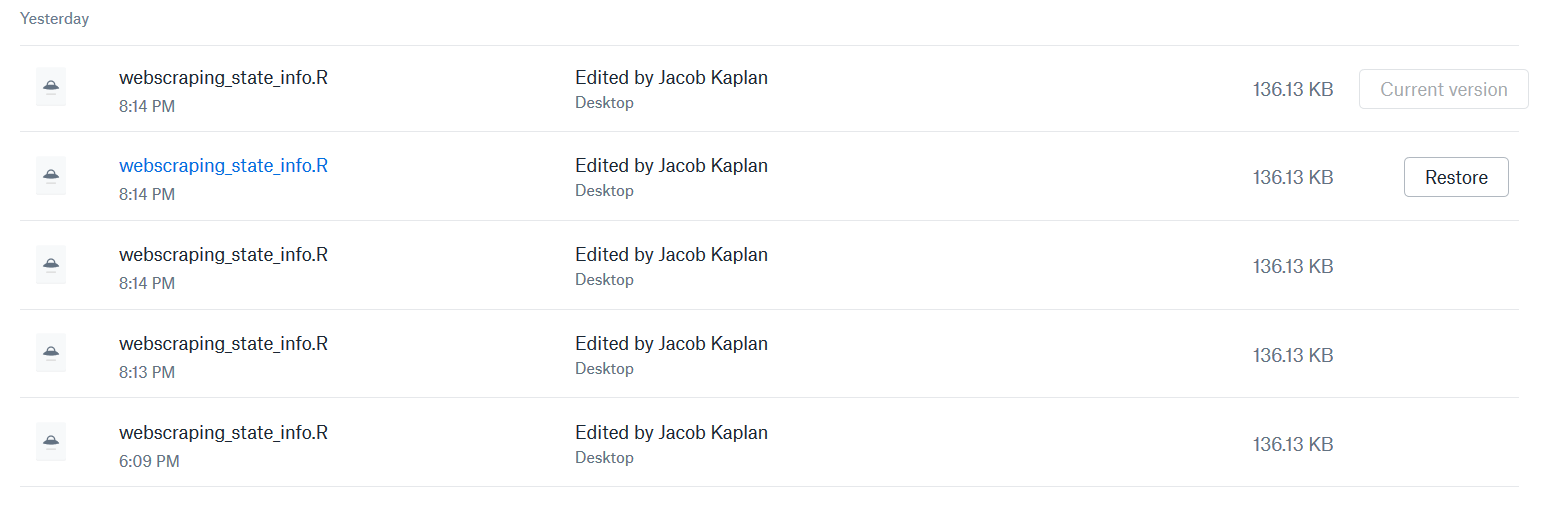 Yesterday
webscraping_state_info.R Edited by Jacob Kaplan 136.13 KB Current version
8:14 PM Desktop
webscraping_state_info.R Edited by Jacob Kaplan 136.13 KB Restore
8:14 PM Desktop
webscraping_state_info.R Edited by Jacob Kaplan 136.13 KB
8:14 PM Desktop
webscraping_state_info.R Edited by Jacob Kaplan 136.13 KB
8:13 PM Desktop
webscraping_state_info.R Edited by Jacob Kaplan 136.13 KB
6:09 PM Desktop